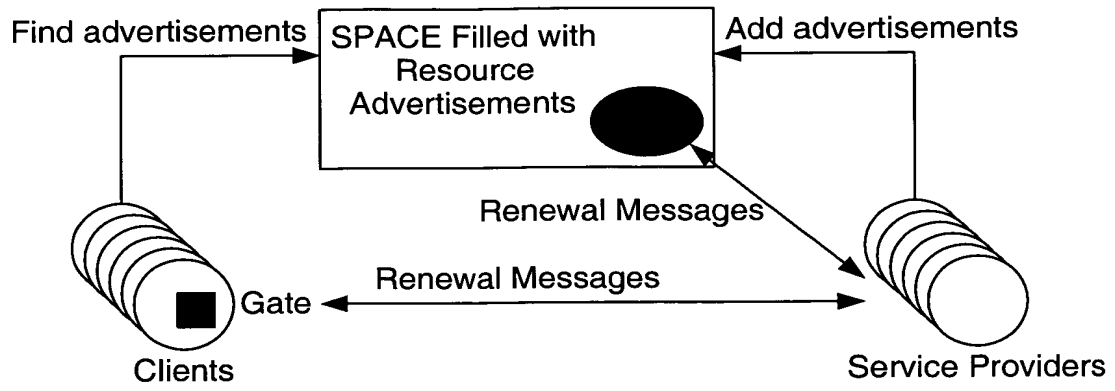 Find advertisements
SPACE Filled with
Resource
Advertisements
Add advertisements
Renewal Messages
Renewal Messages
Gate
Clients
Service Providers